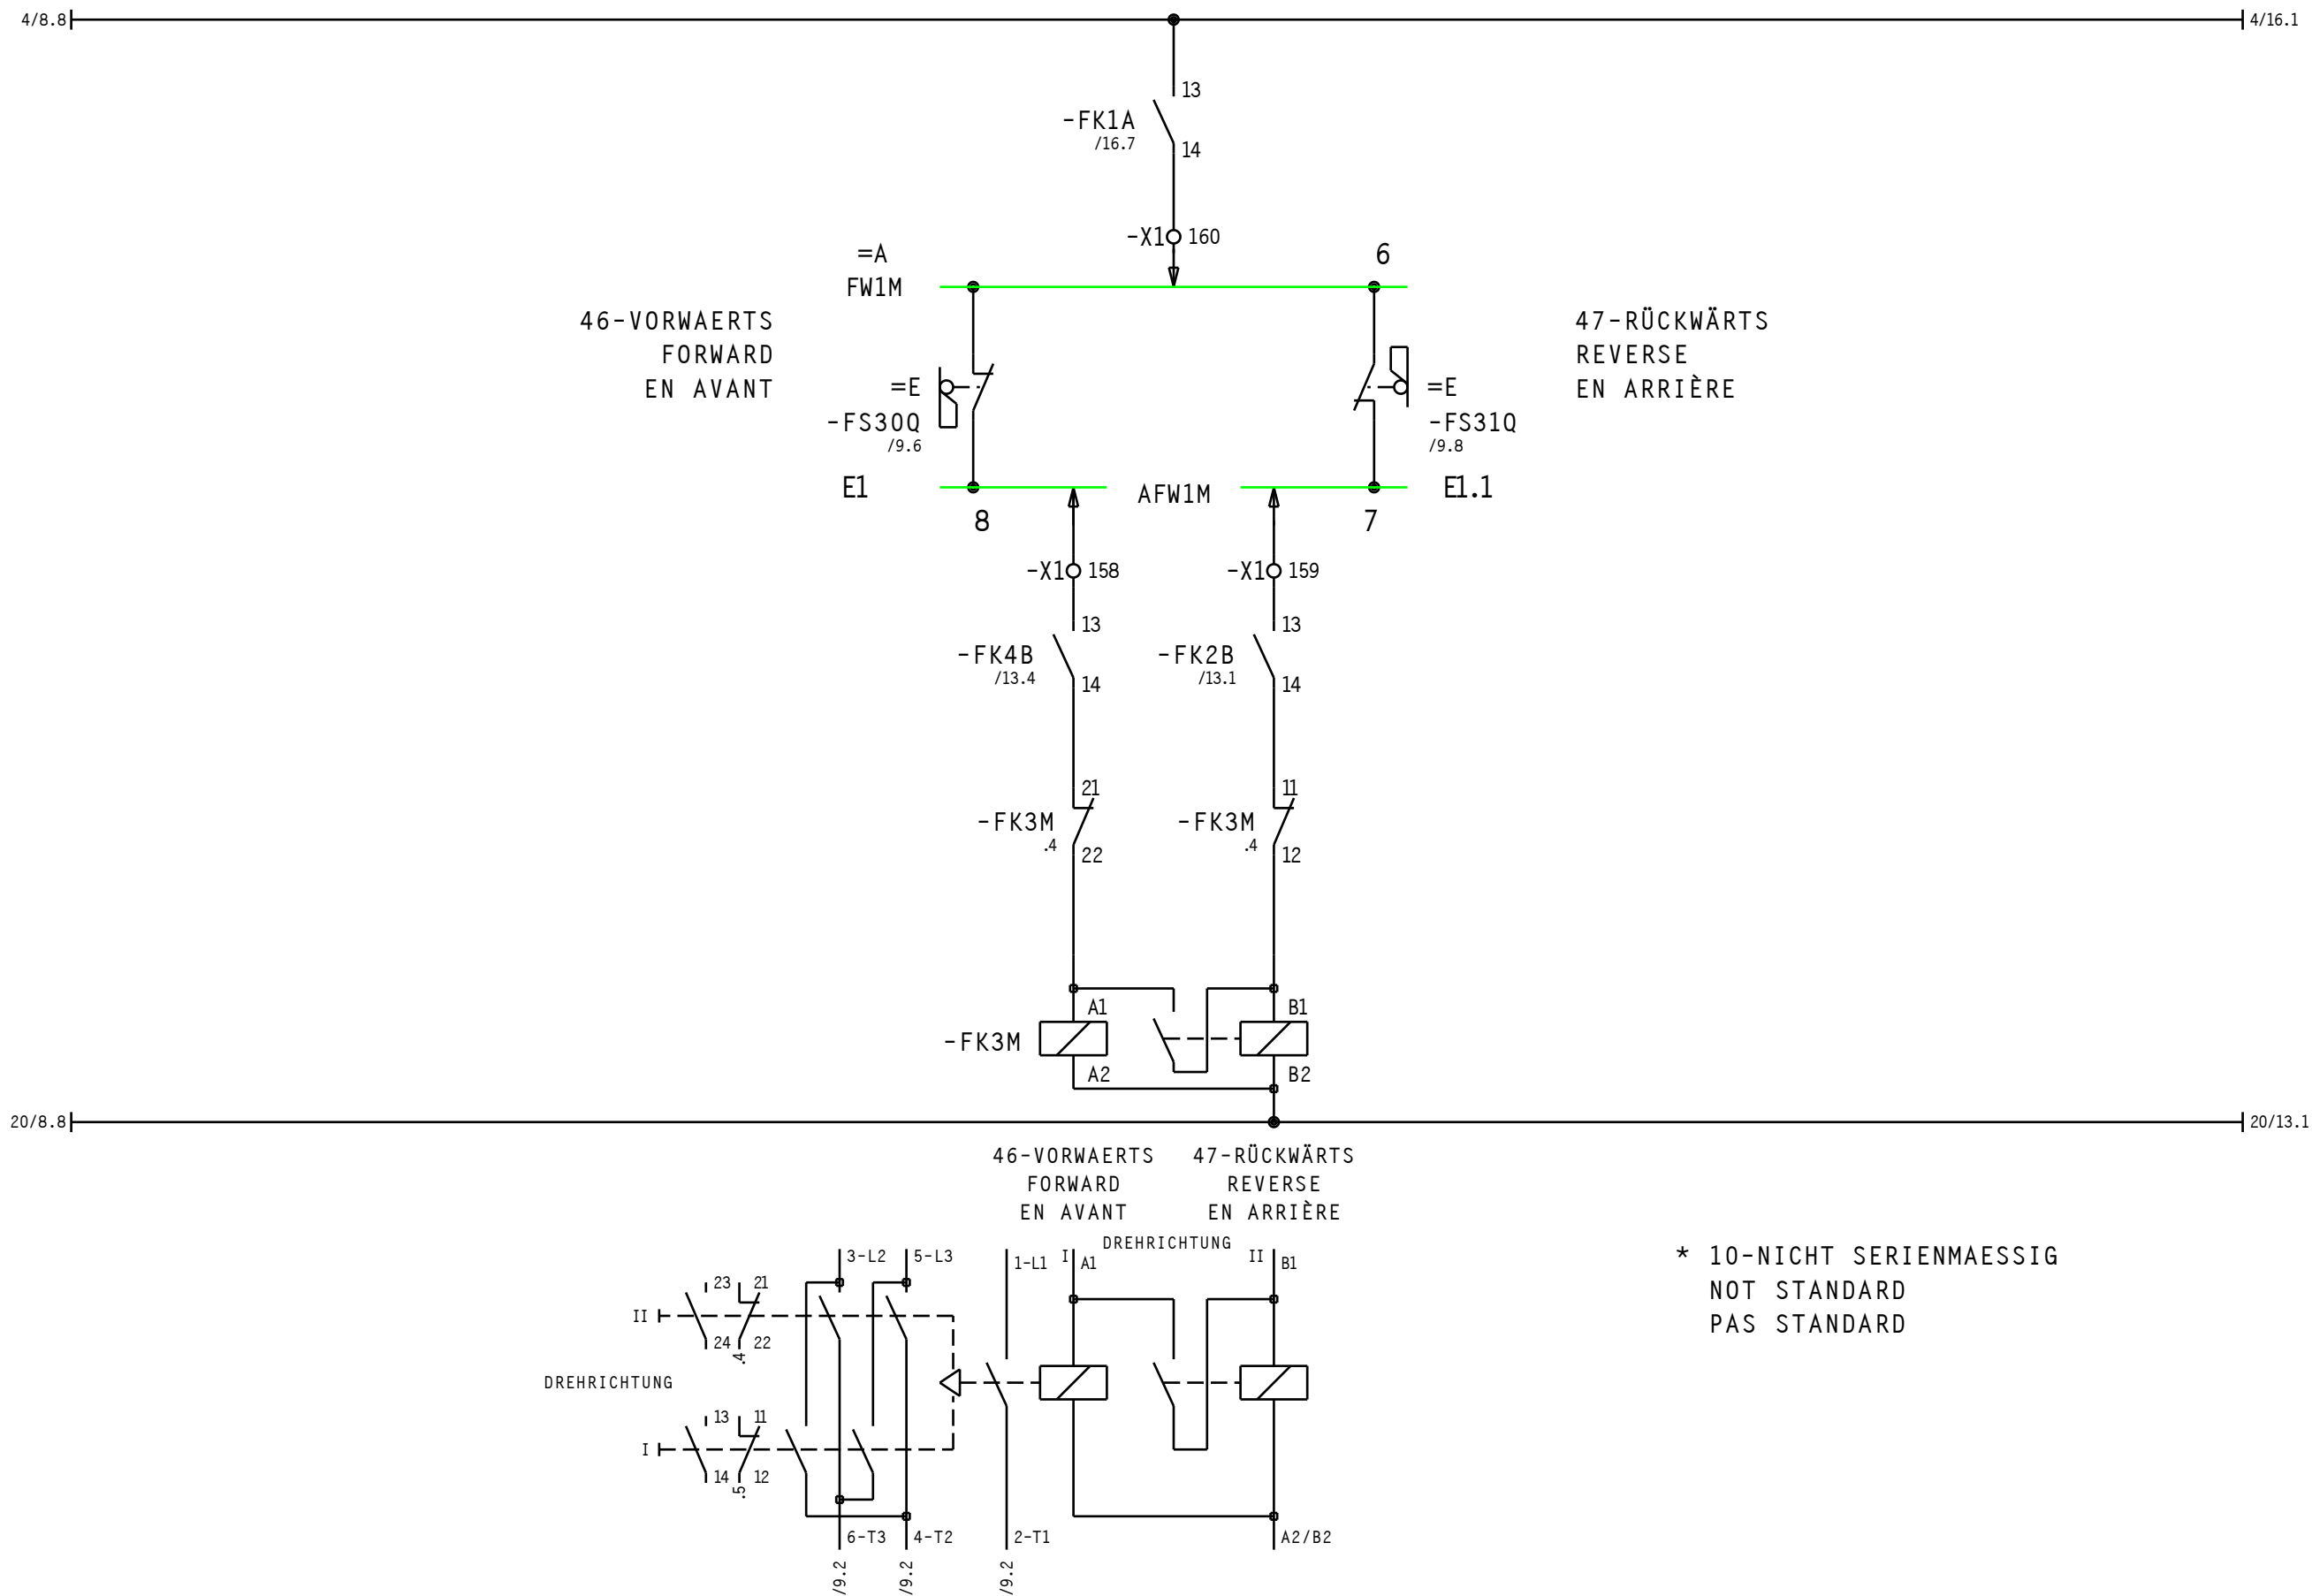 4/8.8
4/16.1
13
-FK1A
/16.7
14
-X1 160
=A
6
FW1M
46-VORWAERTS
FORWARD
EN AVANT
47-RÜCKWÄRTS
REVERSE
EN ARRIÈRE
=E
-FS30Q
/9.6
=E
-FS31Q
/9.8
E1
AFW1M
E1.1
8
7
-X1 158
-X1 159
13
-FK4B
/13.4
14
13
-FK2B
/13.1
14
21
-FK3M
.4
22
11
-FK3M
.4
12
A1
B1
-FK3M
A2
B2
20/8.8
20/13.1
46-VORWAERTS
FORWARD
EN AVANT
47-RÜCKWÄRTS
REVERSE
EN ARRIÈRE
DREHRICHTUNG
3-L2
5-L3
1-L1
I A1
II B1
* 10-NICHT SERIENMAESSIG
NOT STANDARD
PAS STANDARD
23 21
II
24 22
.4
DREHRICHTUNG
13 11
I
14 12
.5
6-T3
4-T2
2-T1
A2/B2
/9.2
/9.2
/9.2